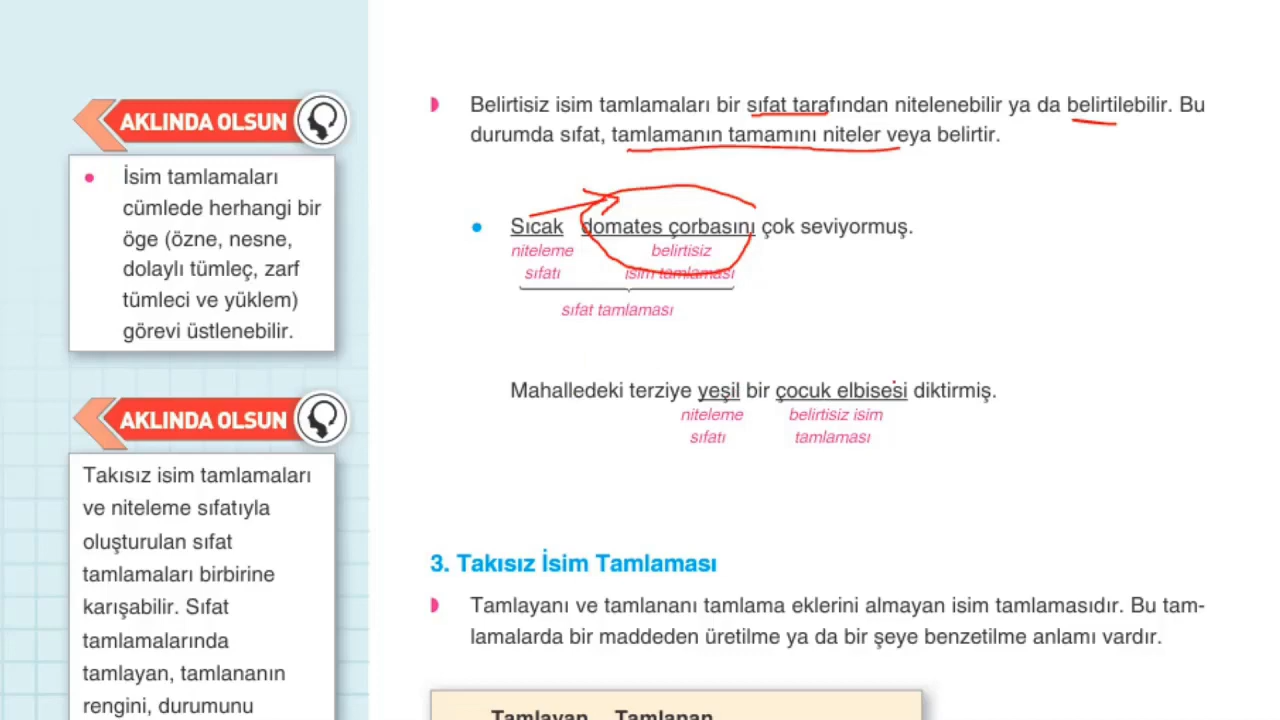 AKLINDA OLSUN
İsim tamlamaları
cümlede herhangi bir
öge (özne, nesne,
dolaylı tümleç, zarf
tümleci ve yüklem)
görevi üstlenebilir.
AKLINDA OLSUN
Takısız isim tamlamaları
ve niteleme sıfatıyla
oluşturulan sıfat
tamlamaları birbirine
karışabilir. Sıfat
tamlamalarında
tamlayan, tamlananın
rengini, durumunu
Belirtisiz isim tamlamaları bir sıfat tarafından nitelenebilir ya da belirtilebilir. Bu
durumda sıfat, tamlamanın tamamını niteler veya belirtir.
Sıcak domates çorbasını çok seviyormuş.
niteleme belirtisiz
sıfatı isim tamlaması
sıfat tamlaması
Mahalledeki terziye yeşil bir çocuk elbisesi diktirmiş.
niteleme belirtisiz isim
sıfatı tamlaması
3. Takısız İsim Tamlaması
Tamlayanı ve tamlananı tamlama eklerini almayan isim tamlamasıdır. Bu tam-
lamalarda bir maddeden üretilme ya da bir şeye benzetilme anlamı vardır.
Tamlayan Tamlanan